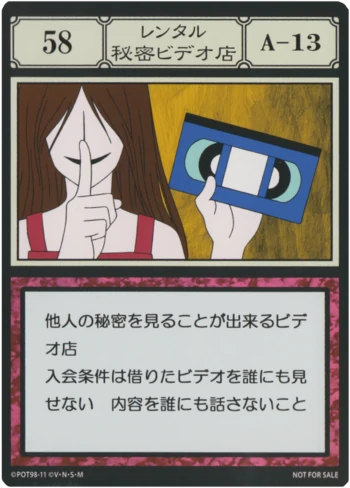 58
レンタル
秘密ビデオ店
A-13
他人の秘密を見ることが出来るビデ
オ店
入会条件は借りたビデオを誰にも見
せない　内容を誰にも話さないこと
©POT98-11 ©V・N・S・M
NOT FOR SALE